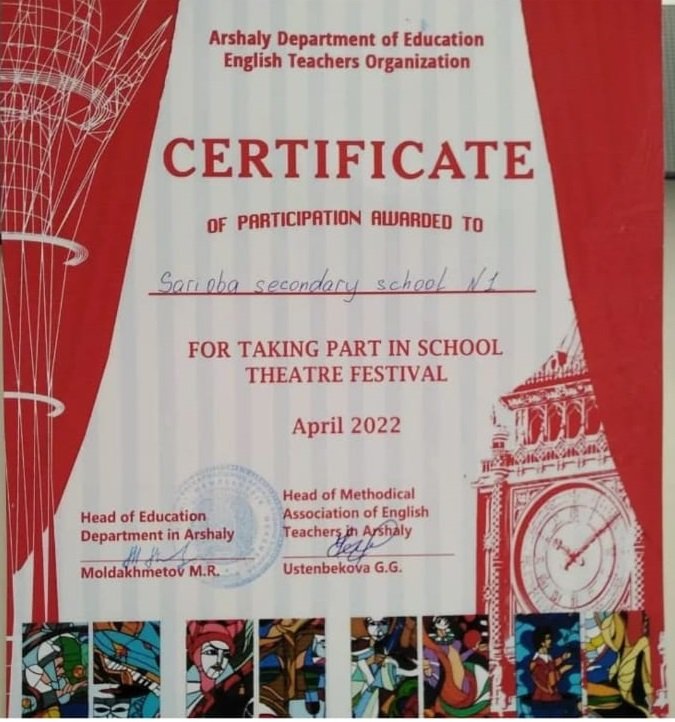 Arshaly Department of Education
English Teachers Organization
CERTIFICATE
OF PARTICIPATION AWARDED TO
Sarioba secondary school N1
FOR TAKING PART IN SCHOOL
THEATRE FESTIVAL
April 2022
Head of Education
Department in Arshaly
Moldakhmetov M.R.
Head of Methodical
Association of English
Teachers in Arshaly
Ustenbekova G.G.